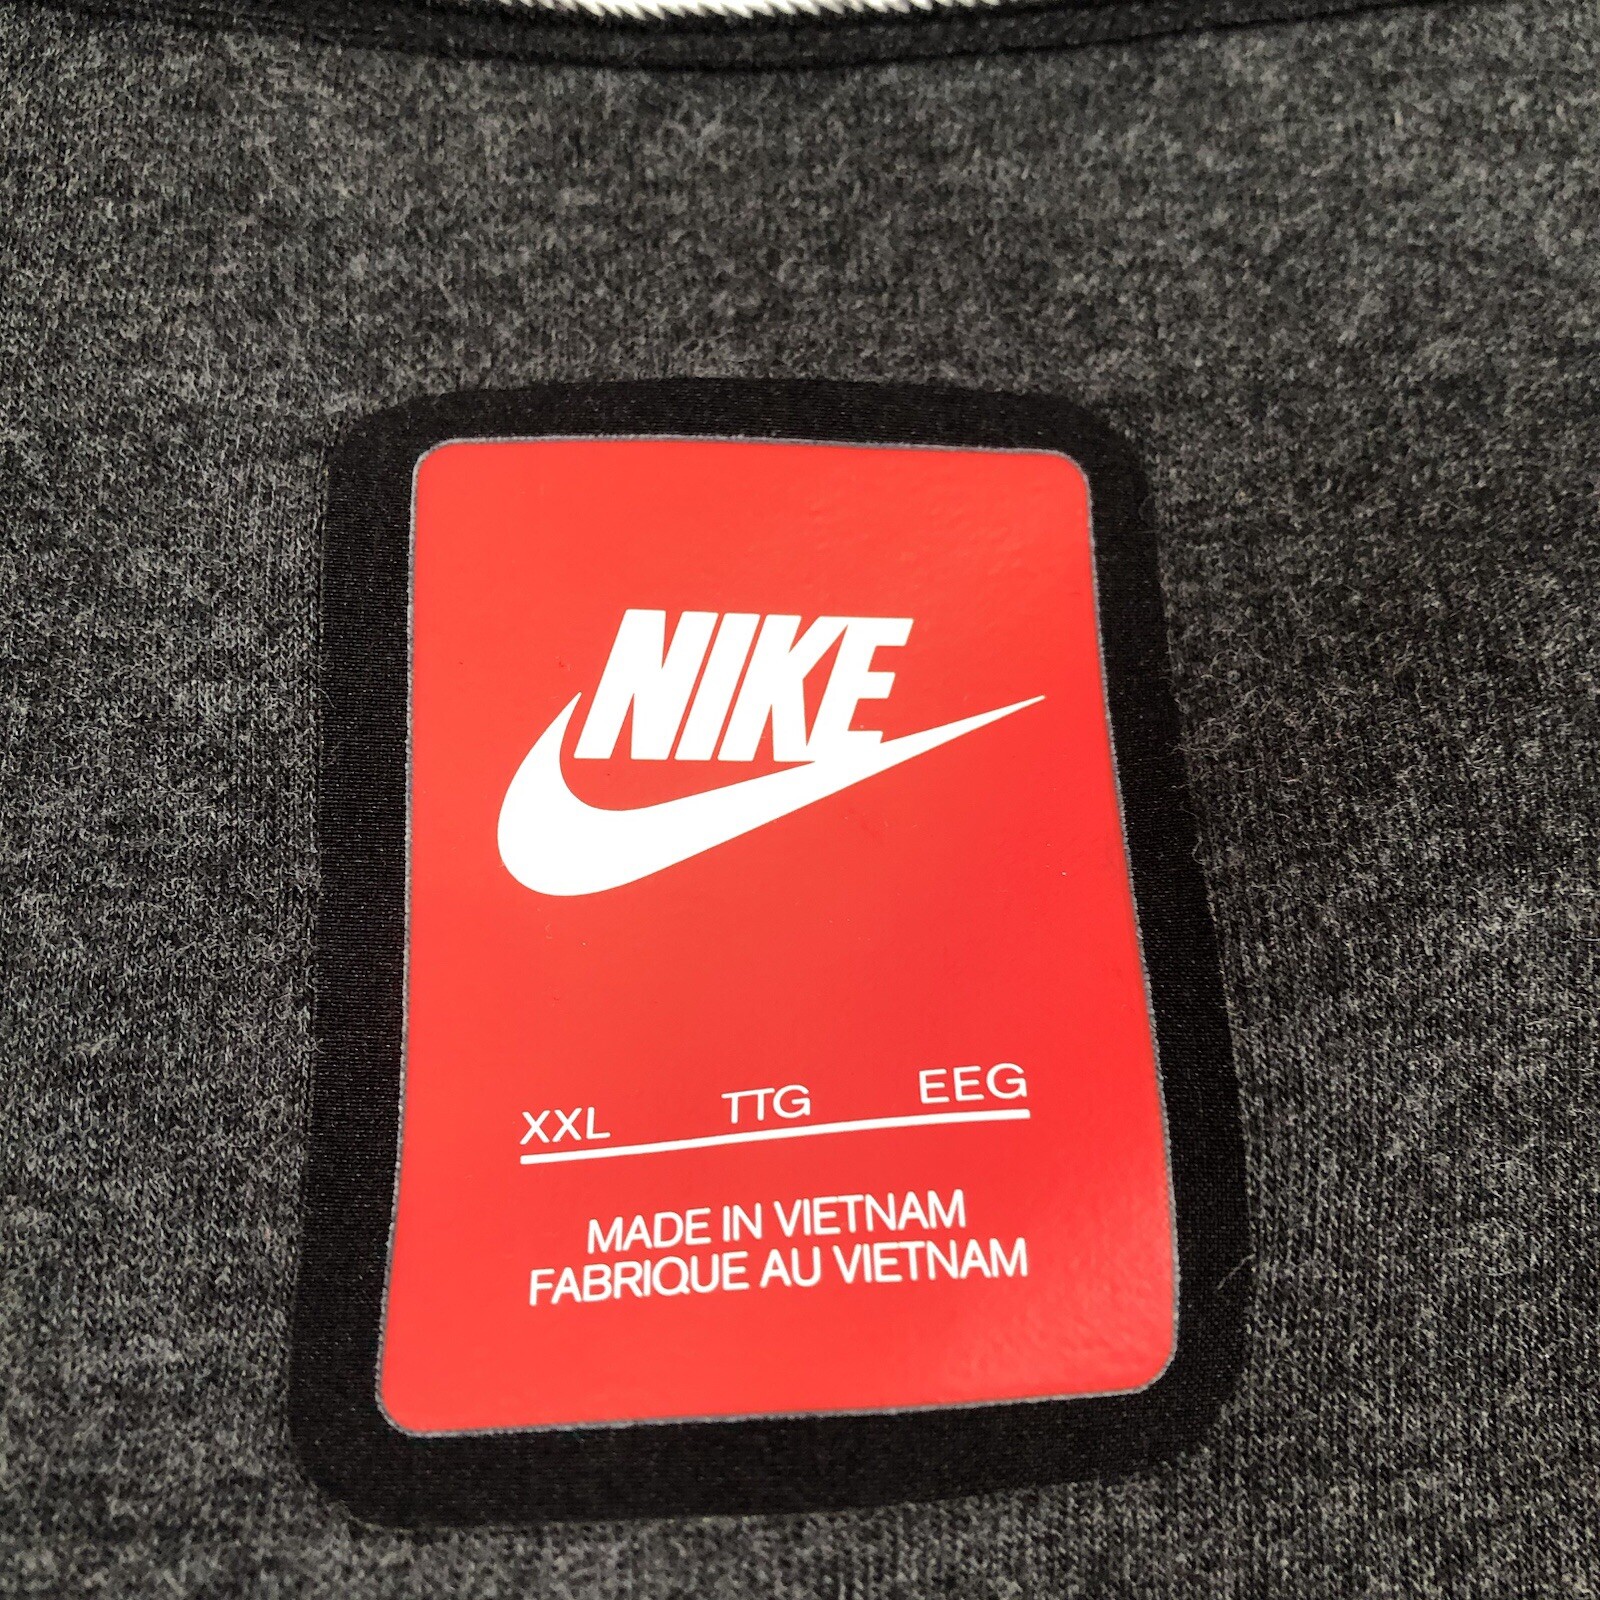 NIKE
XXL TTG EEG
MADE IN VIETNAM
FABRIQUE AU VIETNAM